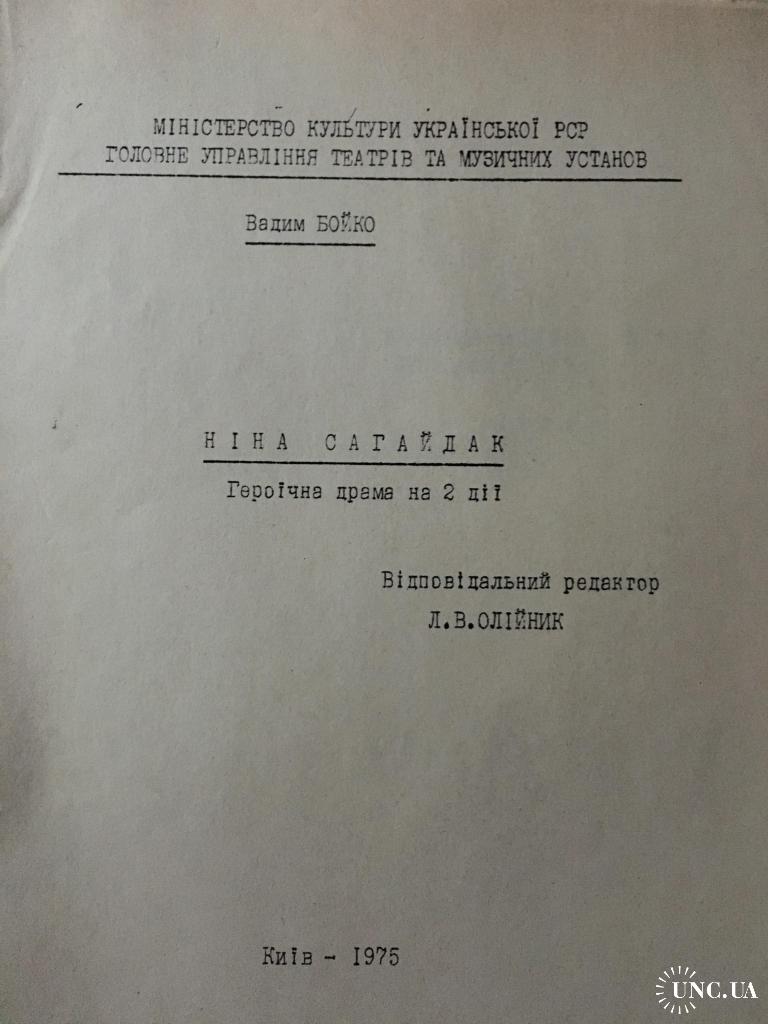 МІНІСТЕРСТВО КУЛЬТУРИ УКРАЇНСЬКОЇ РСР
ГОЛОВНЕ УПРАВЛІННЯ ТЕАТРІВ ТА МУЗИЧНИХ УСТАНОВ
Вадим БОЙКО
НІНА САГАЙДАК
Героїчна драма на 2 дії
Відповідальний редактор
Л.В.ОЛІЙНИК
Київ - 1975
UNC.UA